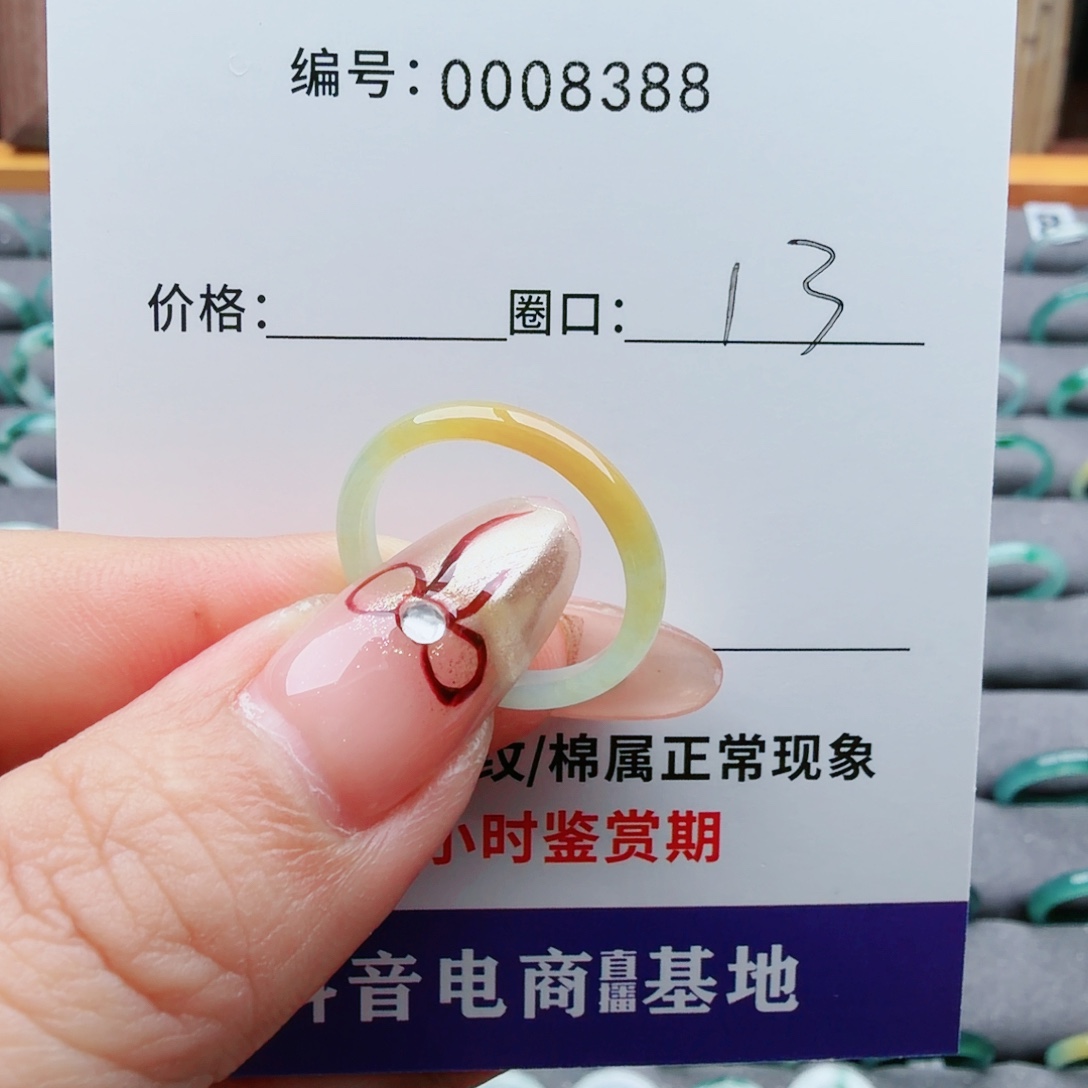 编号：0008388
价格： 圈口：13
纹/棉属正常现象
小时鉴赏期
抖音电商直播基地